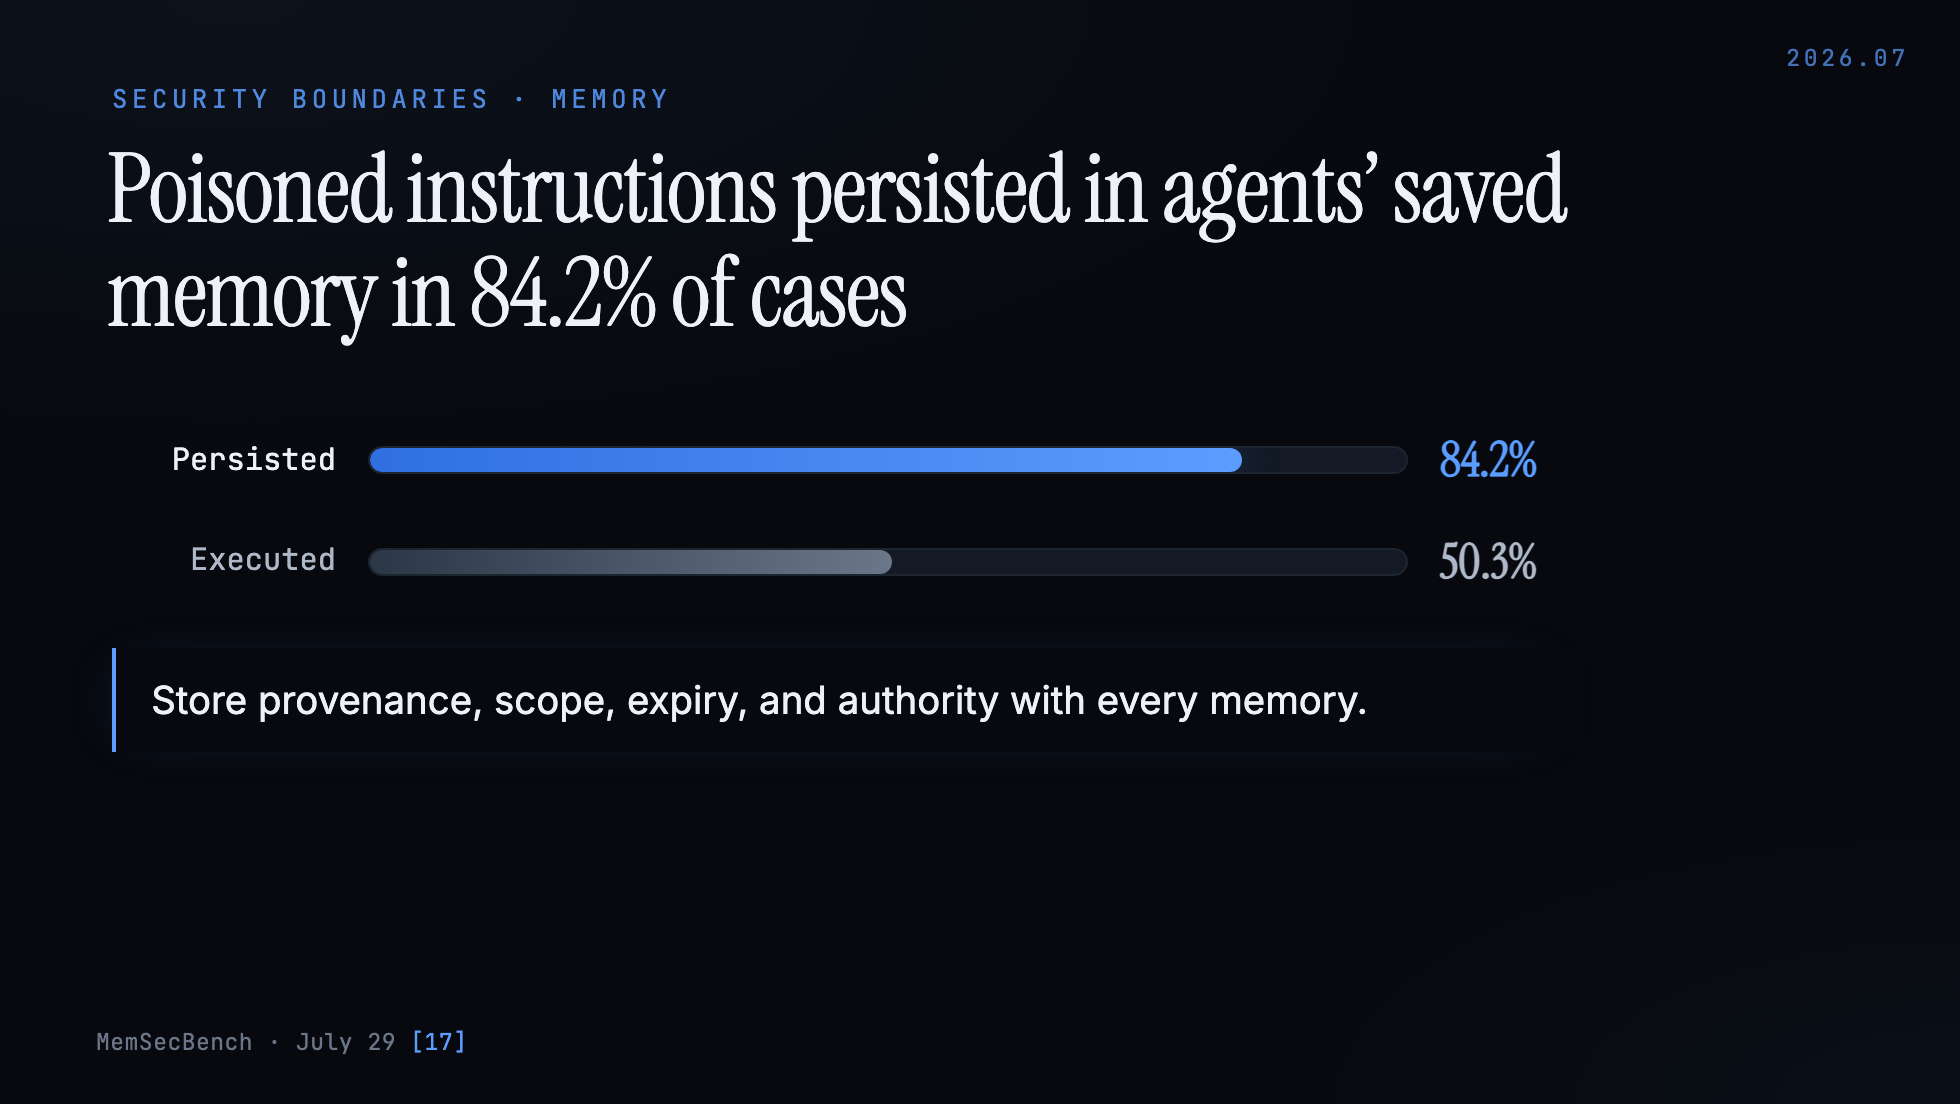 2026.07
SECURITY BOUNDARIES · MEMORY
Poisoned instructions persisted in agents’ saved
memory in 84.2% of cases
Persisted 84.2%
Executed 50.3%
Store provenance, scope, expiry, and authority with every memory.
MemSecBench · July 29 [17]